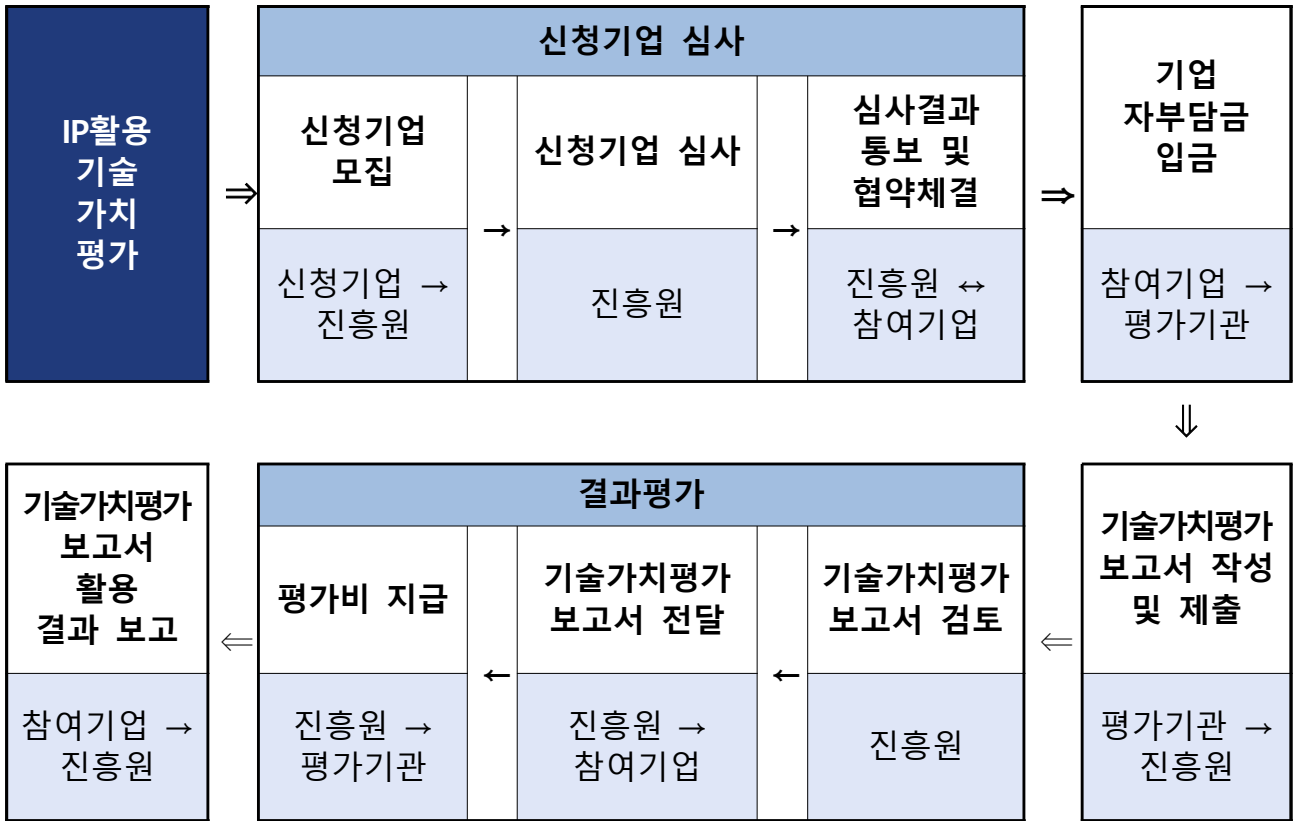 IP활용
기술
가치
평가
⇒
신청기업 심사
신청기업
모집
신청기업 →
진흥원
→
신청기업 심사
진흥원
→
심사결과
통보 및
협약체결
진흥원 ↔
참여기업
⇒
기업
자부담금
입금
참여기업 →
평가기관
⇓
기술가치평가
보고서 작성
및 제출
평가기관 →
진흥원
⇐
결과평가
기술가치평가
보고서 검토
진흥원
←
기술가치평가
보고서 전달
진흥원 →
참여기업
←
평가비 지급
진흥원 →
평가기관
⇐
기술가치평가
보고서
활용
결과 보고
참여기업 →
진흥원